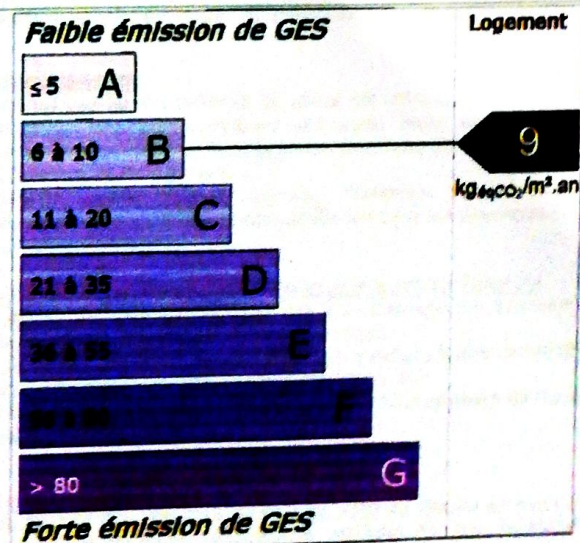 Faible émission de GES
Logement
≤ 5 A
6 à 10 B
9
kgéqCO₂/m².an
11 à 20 C
21 à 35 D
36 à 55 E
F
> 80 G
Forte émission de GES